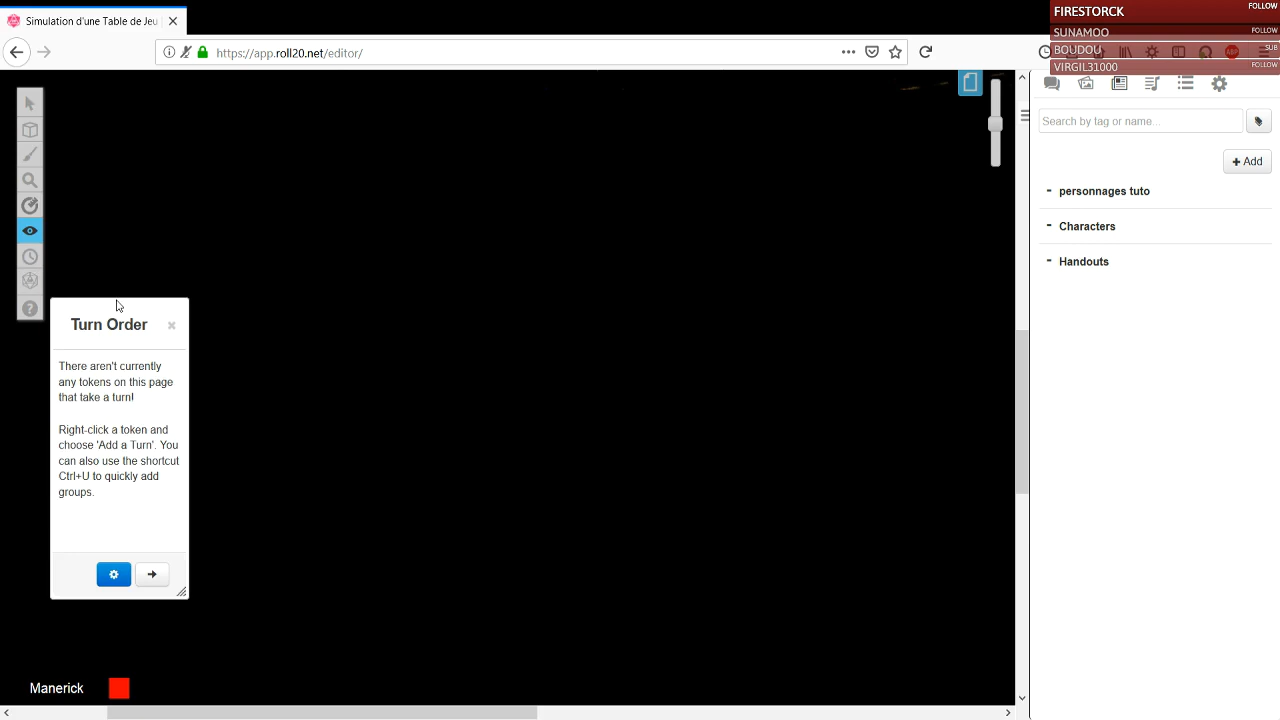 Simulation d'une Table de Jeu
FIRESTORCK
FOLLOW
SUNAMOO
FOLLOW
https://app.roll20.net/editor/
BOUDOU
SUB
ABP
VIRGIL31000
FOLLOW
Search by tag or name...
+ Add
- personnages tuto
- Characters
- Handouts
Turn Order
There aren't currently
any tokens on this page
that take a turn!
Right-click a token and
choose 'Add a Turn'. You
can also use the shortcut
Ctrl+U to quickly add
groups.
Manerick